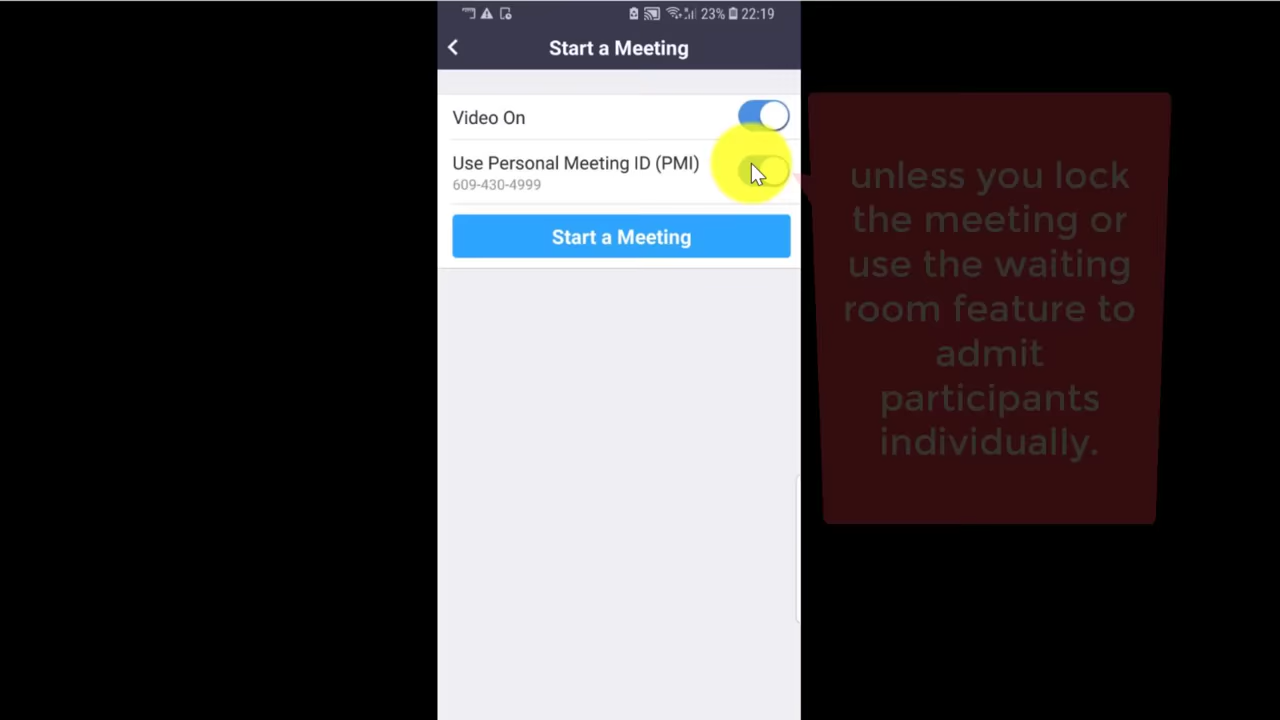 23% 22:19
Start a Meeting
Video On
Use Personal Meeting ID (PMI)
609-430-4999
Start a Meeting
unless you lock
the meeting or
use the waiting
room feature to
admit
participants
individually.